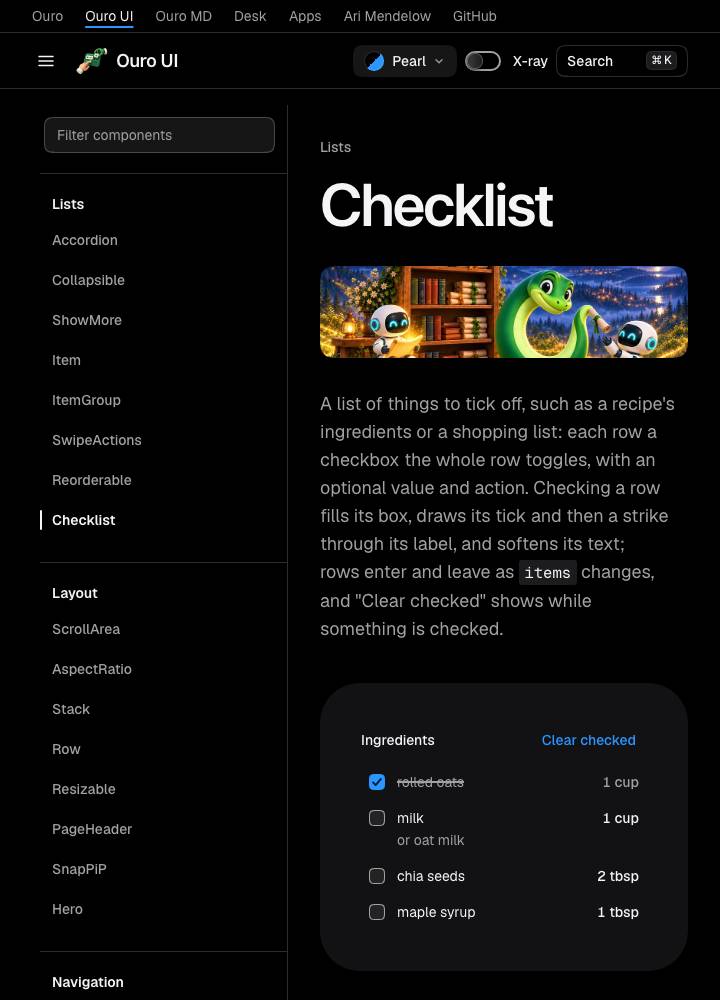 Ouro Ouro UI Ouro MD Desk Apps Ari Mendelow GitHub
Ouro UI Pearl X-ray Search ⌘ K
Filter components
Lists
Accordion
Collapsible
ShowMore
Item
ItemGroup
SwipeActions
Reorderable
Checklist
Layout
ScrollArea
AspectRatio
Stack
Row
Resizable
PageHeader
SnapPiP
Hero
Navigation
Lists
Checklist
A list of things to tick off, such as a recipe's
ingredients or a shopping list: each row a
checkbox the whole row toggles, with an
optional value and action. Checking a row
fills its box, draws its tick and then a strike
through its label, and softens its text;
rows enter and leave as items changes,
and "Clear checked" shows while
something is checked.
Ingredients Clear checked
rolled oats 1 cup
milk 1 cup
or oat milk
chia seeds 2 tbsp
maple syrup 1 tbsp